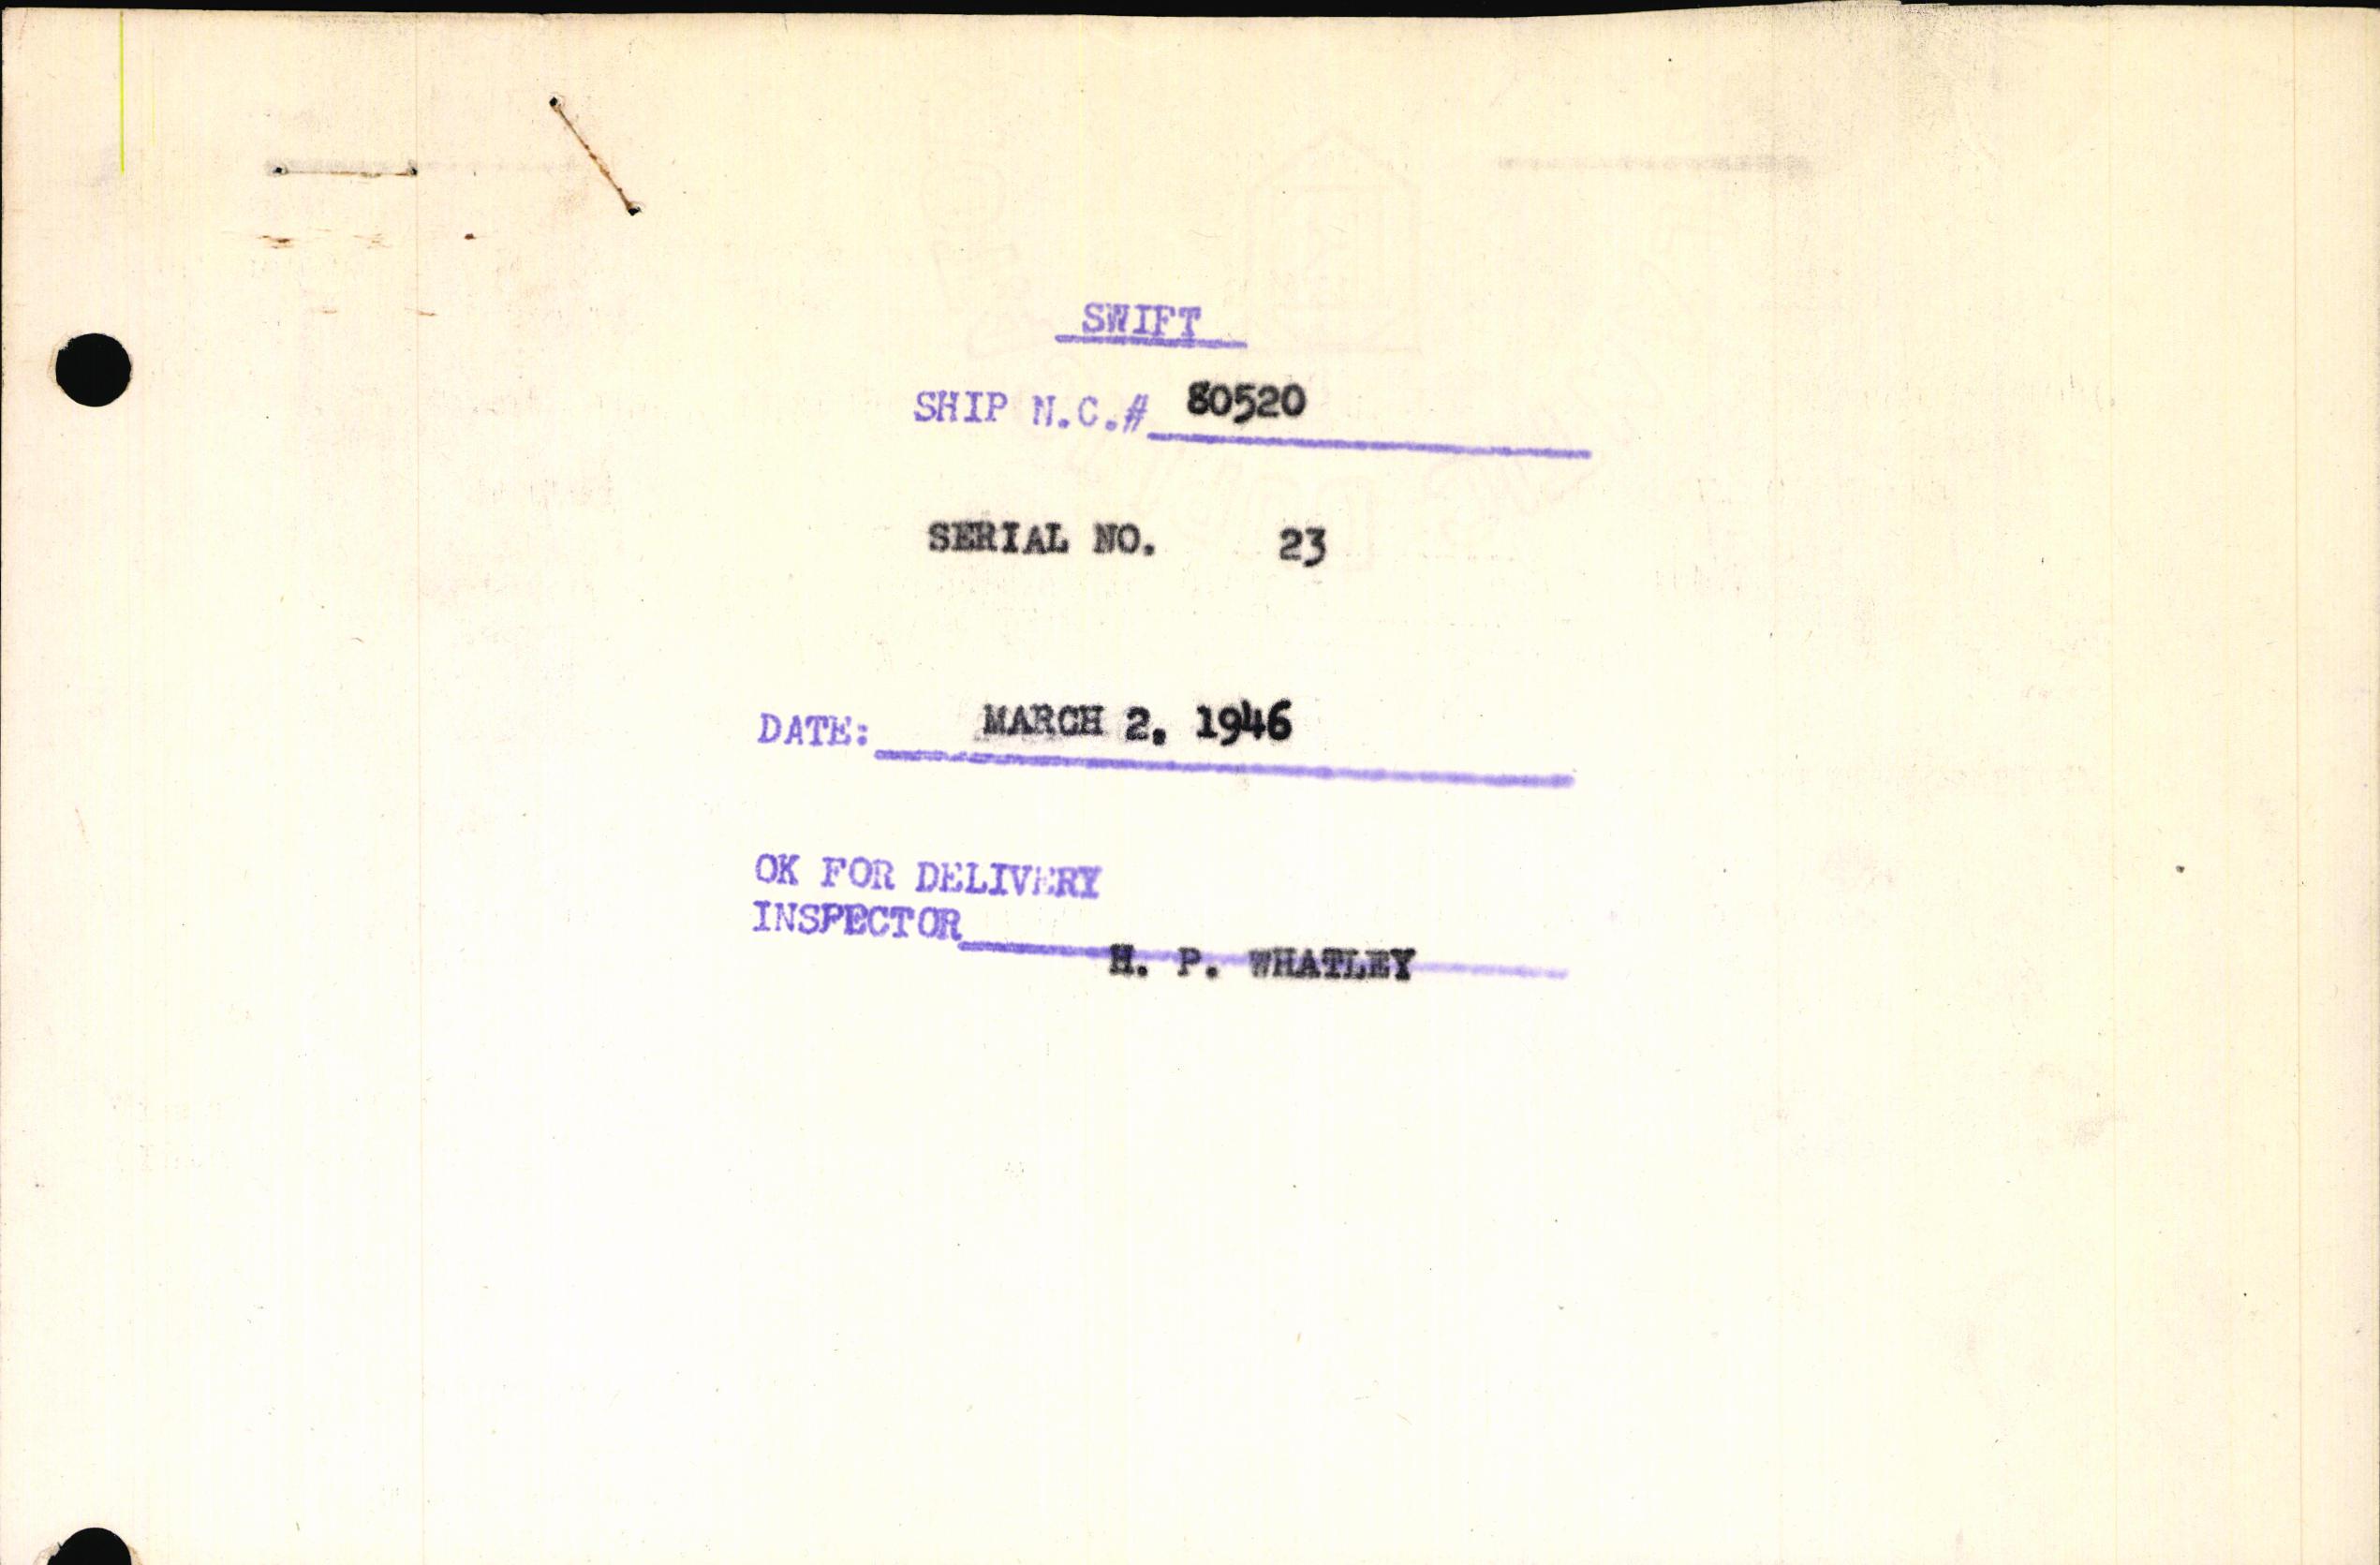 SWIFT
SHIP N.C.# 80520
SERIAL NO. 23
DATE: MARCH 2. 1946
OK FOR DELIVERY
INSPECTOR
H. P. WHATLEY